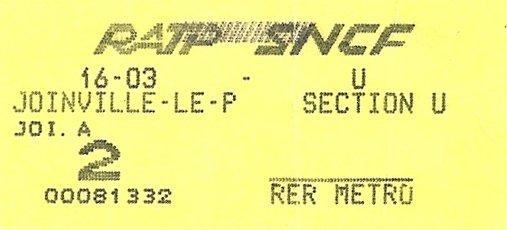 RATP SNCF
16-03 - U
JOINVILLE-LE-P SECTION U
JOI. A
2
00081332 RER METRO